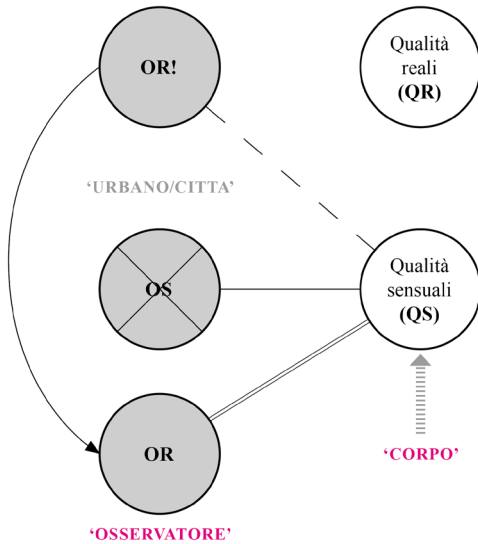 OR!
Qualità
reali
(QR)
‘URBANO/CITTA’
OS
Qualità
sensuali
(QS)
OR
‘CORPO’
‘OSSERVATORE’